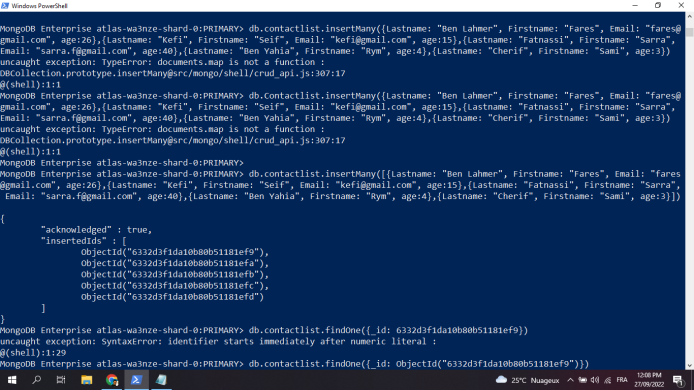 Windows PowerShell
MongoDB Enterprise atlas-wa3nze-shard-0:PRIMARY> db.contactlist.insertMany({Lastname: "Ben Lahmer", Firstname: "Fares", Email: "fares@
gmail.com", age:26},{Lastname: "Kefi", Firstname: "Seif", Email: "kefi@gmail.com", age:15},{Lastname: "Fatnassi", Firstname: "Sarra",
Email: "sarra.f@gmail.com", age:40},{Lastname: "Ben Yahia", Firstname: "Rym", age:4},{Lastname: "Cherif", Firstname: "Sami", age:3})
uncaught exception: TypeError: documents.map is not a function :
DBCollection.prototype.insertMany@src/mongo/shell/crud_api.js:307:17
@(shell):1:1
MongoDB Enterprise atlas-wa3nze-shard-0:PRIMARY> db.contactlist.insertMany({Lastname: "Ben Lahmer", Firstname: "Fares", Email: "fares@
gmail.com", age:26},{Lastname: "Kefi", Firstname: "Seif", Email: "kefi@gmail.com", age:15},{Lastname: "Fatnassi", Firstname: "Sarra",
Email: "sarra.f@gmail.com", age:40},{Lastname: "Ben Yahia", Firstname: "Rym", age:4},{Lastname: "Cherif", Firstname: "Sami", age:3})
uncaught exception: TypeError: documents.map is not a function :
DBCollection.prototype.insertMany@src/mongo/shell/crud_api.js:307:17
@(shell):1:1
MongoDB Enterprise atlas-wa3nze-shard-0:PRIMARY>
MongoDB Enterprise atlas-wa3nze-shard-0:PRIMARY> db.contactlist.insertMany([{Lastname: "Ben Lahmer", Firstname: "Fares", Email: "fares
@gmail.com", age:26},{Lastname: "Kefi", Firstname: "Seif", Email: "kefi@gmail.com", age:15},{Lastname: "Fatnassi", Firstname: "Sarra",
Email: "sarra.f@gmail.com", age:40},{Lastname: "Ben Yahia", Firstname: "Rym", age:4},{Lastname: "Cherif", Firstname: "Sami", age:3}])
{
"acknowledged" : true,
"insertedIds" : [
ObjectId("6332d3f1da10b80b51181ef9"),
ObjectId("6332d3f1da10b80b51181efa"),
ObjectId("6332d3f1da10b80b51181efb"),
ObjectId("6332d3f1da10b80b51181efc"),
ObjectId("6332d3f1da10b80b51181efd")
]
}
MongoDB Enterprise atlas-wa3nze-shard-0:PRIMARY> db.contactlist.findOne({_id: 6332d3f1da10b80b51181ef9})
uncaught exception: SyntaxError: identifier starts immediately after numeric literal :
@(shell):1:29
MongoDB Enterprise atlas-wa3nze-shard-0:PRIMARY> db.contactlist.findOne({_id: ObjectId("6332d3f1da10b80b51181ef9")})
25°C Nuageux
FRA
12:08 PM
27/09/2022